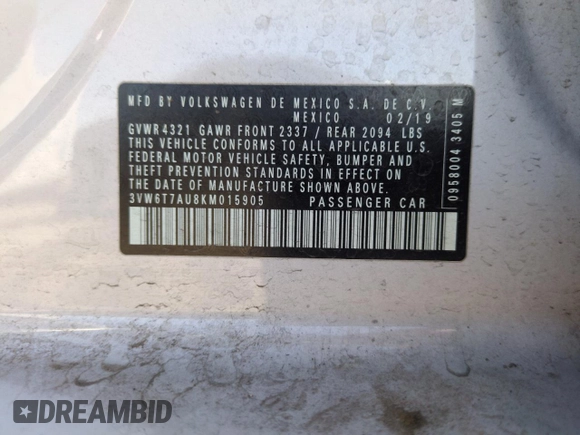 MFD BY VOLKSWAGEN DE MEXICO S.A. DE C.V.
MEXICO 02/19
GVWR 4321 GAWR FRONT 2337 / REAR 2094 LBS
THIS VEHICLE CONFORMS TO ALL APPLICABLE U.S.
FEDERAL MOTOR VEHICLE SAFETY, BUMPER AND
THEFT PREVENTION STANDARDS IN EFFECT ON THE
DATE OF MANUFACTURE SHOWN ABOVE.
3VW6T7AU8KM015905 PASSENGER CAR
0958004 3405 M
DREAMBID